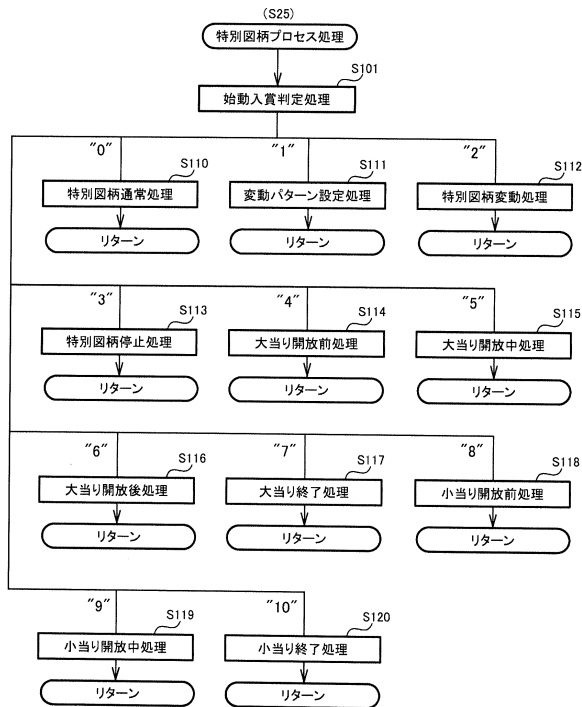 (S25)
特別図柄プロセス処理
S101
始動入賞判定処理
"0"
"1"
"2"
S110
S111
S112
特別図柄通常処理
変動パターン設定処理
特別図柄変動処理
リターン
リターン
リターン
"3"
"4"
"5"
S113
S114
S115
特別図柄停止処理
大当り開放前処理
大当り開放中処理
リターン
リターン
リターン
"6"
"7"
"8"
S116
S117
S118
大当り開放後処理
大当り終了処理
小当り開放前処理
リターン
リターン
リターン
"9"
"10"
S119
S120
小当り開放中処理
小当り終了処理
リターン
リターン